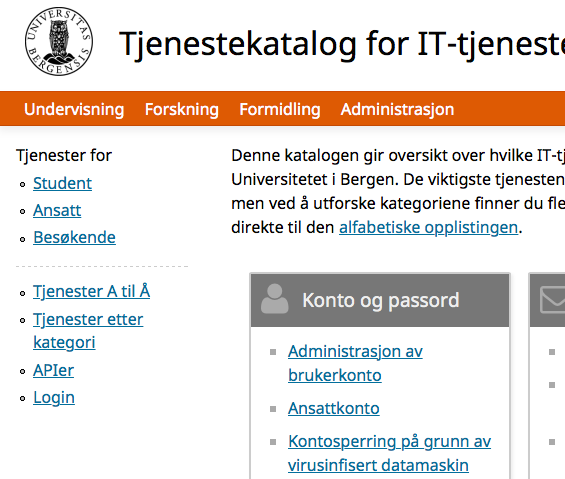 UNIVERSITAS BERGENSIS
Tjenestekatalog for IT-tjeneste
Undervisning Forskning Formidling Administrasjon
Tjenester for
Student
Ansatt
Besøkende
Tjenester A til Å
Tjenester etter
kategori
APIer
Login
Denne katalogen gir oversikt over hvilke IT-tj
Universitetet i Bergen. De viktigste tjenesten
men ved å utforske kategoriene finner du fle
direkte til den alfabetiske opplistingen.
Konto og passord
Administrasjon av
brukerkonto
Ansattkonto
Kontosperring på grunn av
virusinfisert datamaskin